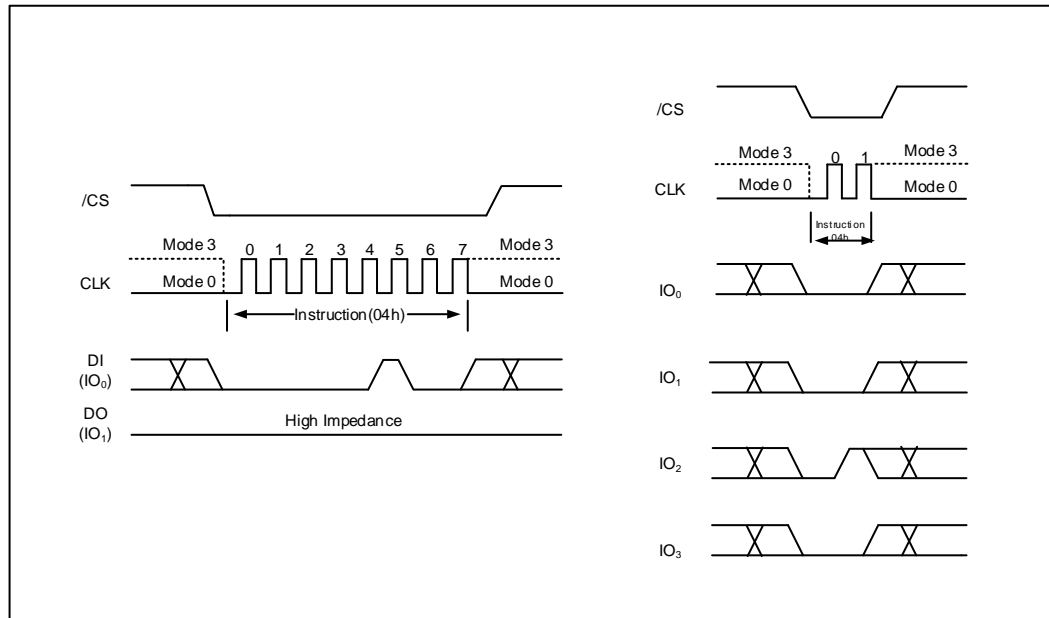 /CS
Mode 3 0 1 2 3 4 5 6 7 Mode 3
CLK Mode 0 Mode 0
Instruction(04h)
DI
(IO₀)
DO
(IO₁)
High Impedance
/CS
Mode 3 0 1 Mode 3
CLK Mode 0 Mode 0
Instruction
04h
IO₀
IO₁
IO₂
IO₃